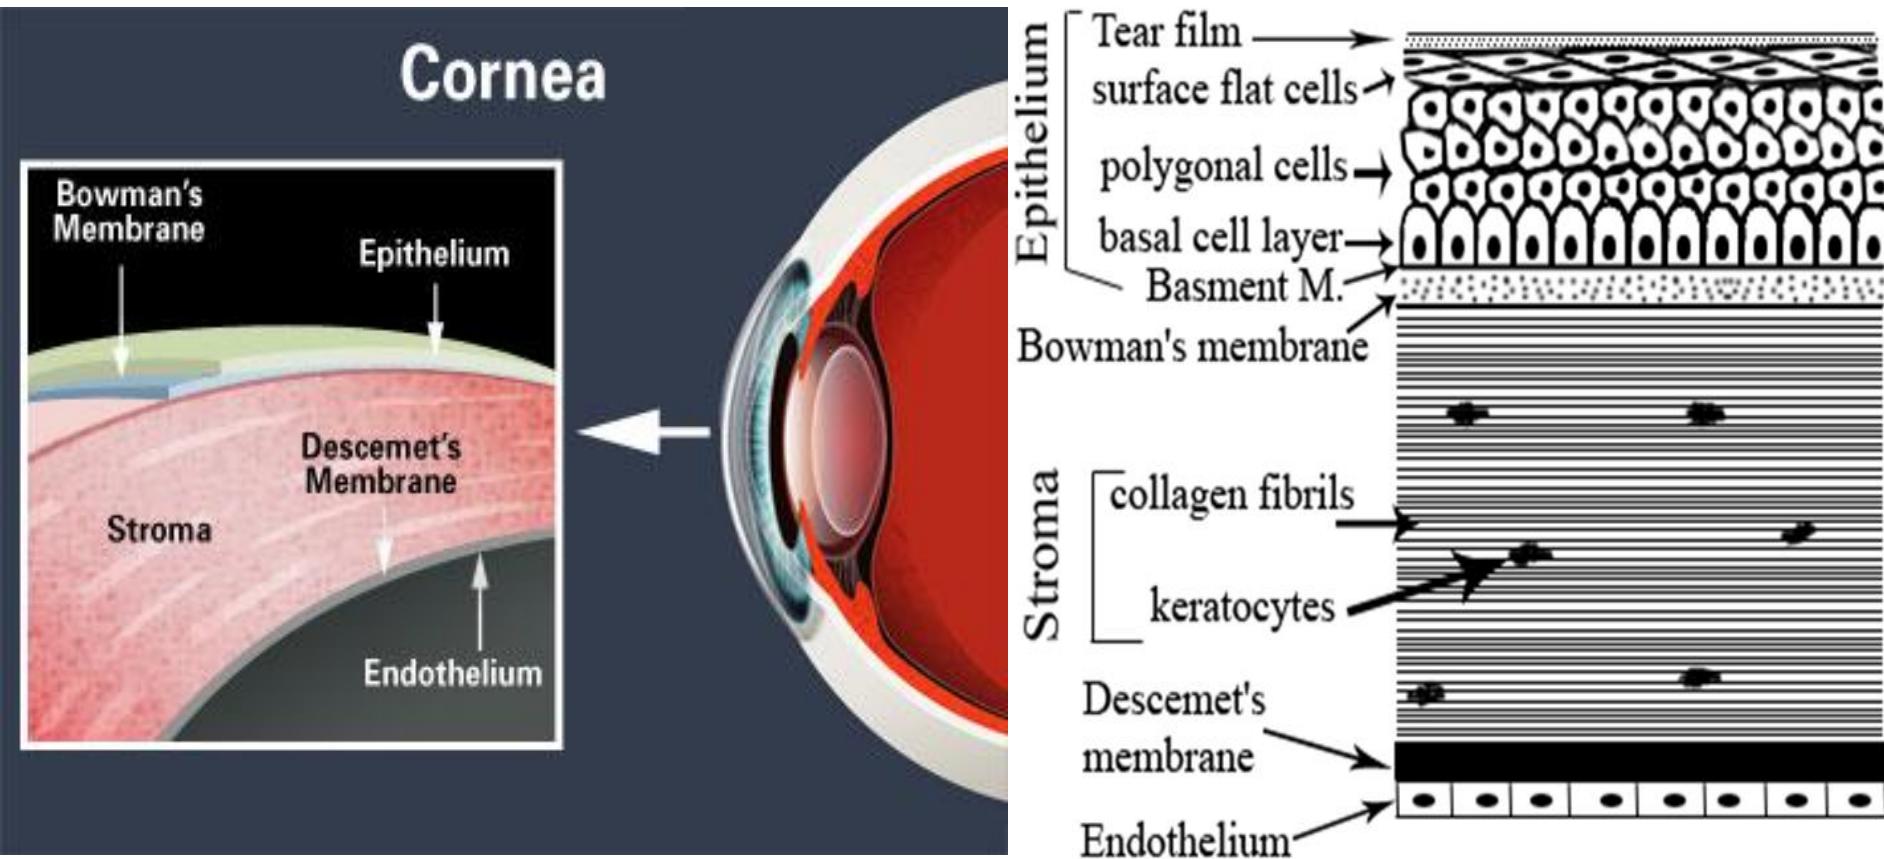 Cornea
Bowman's
Membrane
Epithelium
Descemet's
Membrane
Stroma
Endothelium
Epithelium
Tear film
surface flat cells
polygonal cells
basal cell layer
Basment M.
Bowman's membrane
Stroma
collagen fibrils
keratocytes
Descemet's
membrane
Endothelium